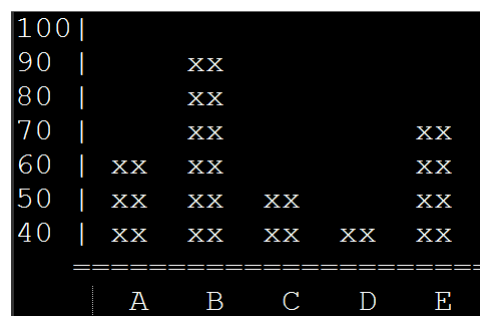 100|
90  |     xx
80  |     xx
70  |     xx          xx
60  | xx  xx          xx
50  | xx  xx  xx      xx
40  | xx  xx  xx  xx  xx
   ======================
      A   B   C   D   E